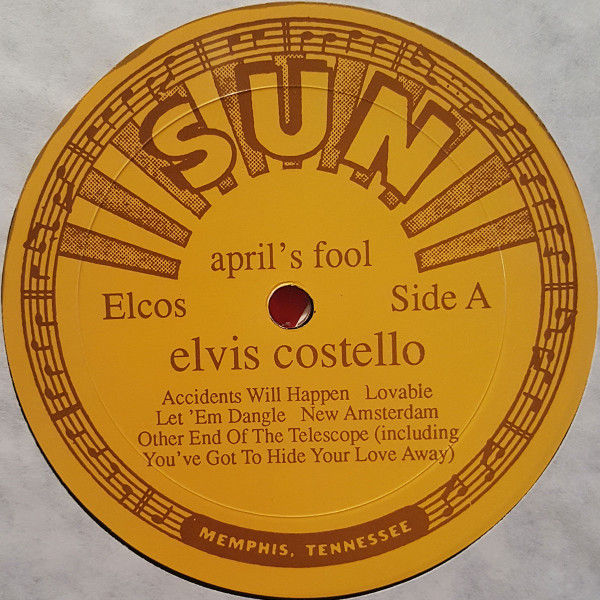 SUN
april's fool
Elcos Side A
elvis costello
Accidents Will Happen Lovable
Let 'Em Dangle New Amsterdam
Other End Of The Telescope (including
You've Got To Hide Your Love Away)
MEMPHIS, TENNESSEE